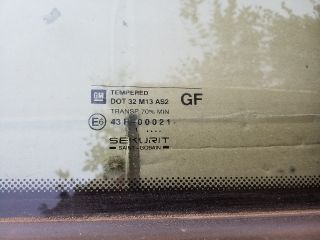 GM TEMPERED
DOT 32 M13 AS2 GF
TRANSP. 70% MIN
E6 43 R-00021
SEKURIT
SAINT-GOBAIN